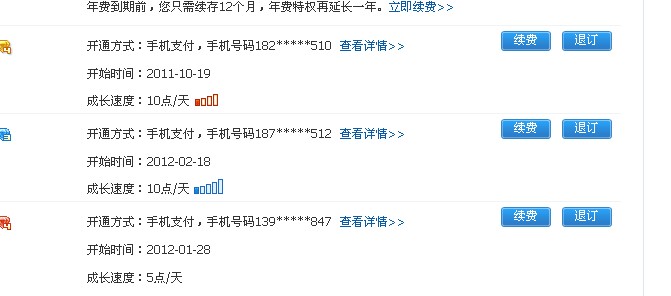 年费到期前，您只需续存12个月，年费特权再延长一年。立即续费>>
开通方式：手机支付，手机号码182*****510 查看详情>> 续费 退订
开始时间：2011-10-19
成长速度：10点/天
开通方式：手机支付，手机号码187*****512 查看详情>> 续费 退订
开始时间：2012-02-18
成长速度：10点/天
开通方式：手机支付，手机号码139*****847 查看详情>> 续费 退订
开始时间：2012-01-28
成长速度：5点/天